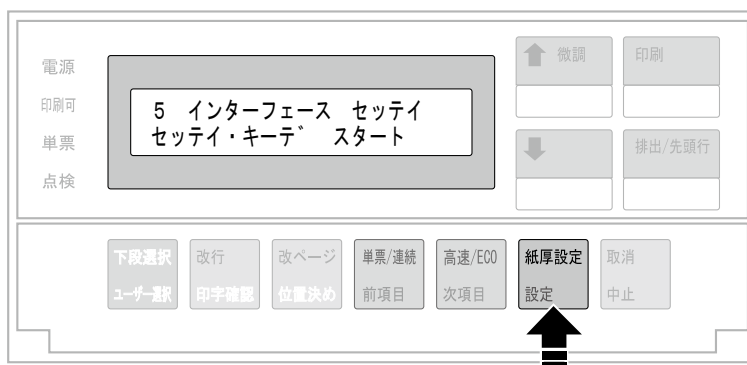 電源
印刷可
単票
点検
5 インターフェース セッテイ
セッテイ・キーデ゛ スタート
微調
印刷
排出/先頭行
下段選択
ユーザー選択
改行
印字確認
改ページ
位置決め
単票/連続
前項目
高速/ECO
次項目
紙厚設定
設定
取消
中止